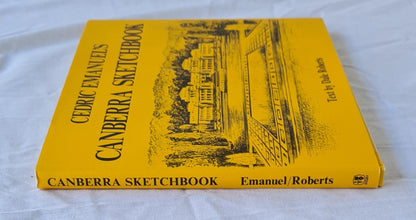 CEDRIC EMANUEL'S
CANBERRA SKETCHBOOK
Text by Dale Roberts
CANBERRA SKETCHBOOK Emanuel/Roberts